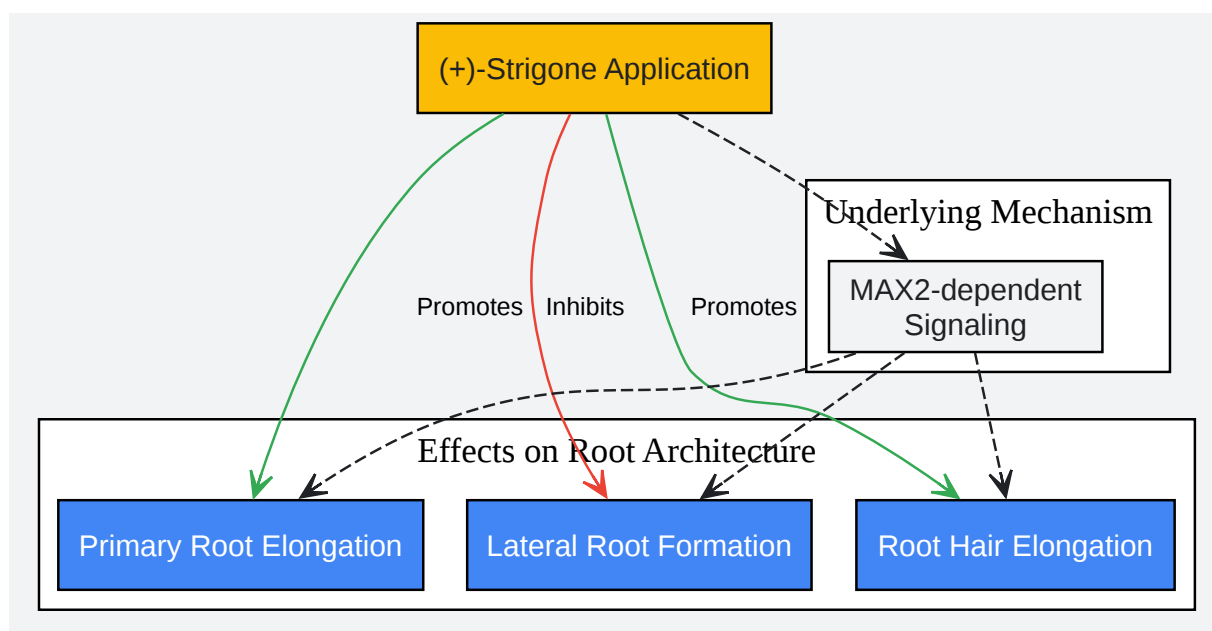 (+)-Strigone Application
Underlying Mechanism
MAX2-dependent
Signaling
Promotes
Inhibits
Promotes
Effects on Root Architecture
Primary Root Elongation
Lateral Root Formation
Root Hair Elongation